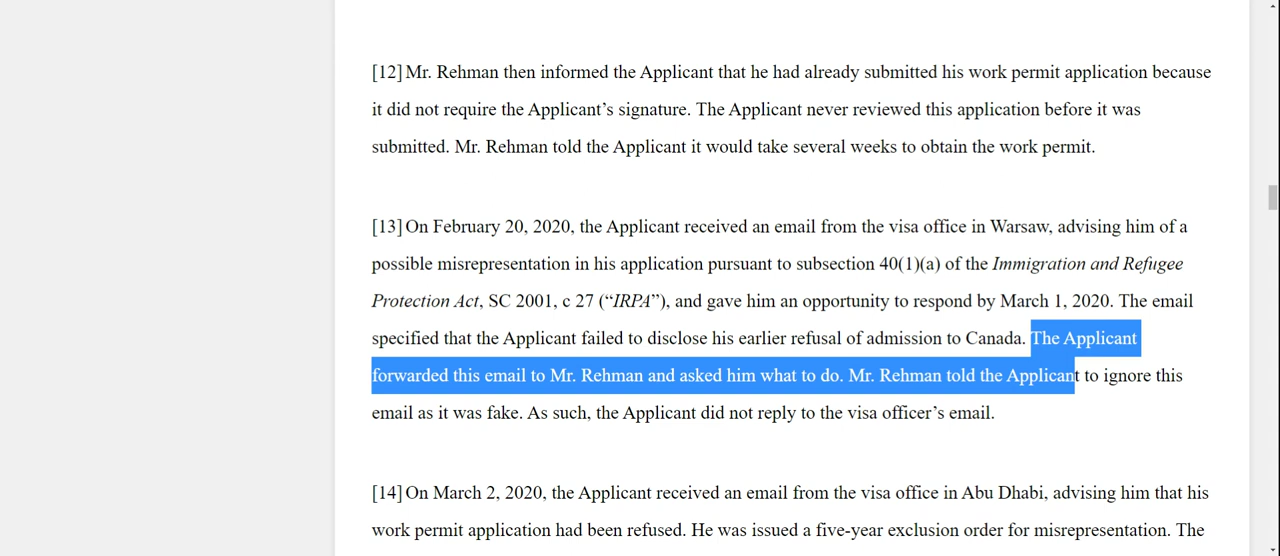 [12] Mr. Rehman then informed the Applicant that he had already submitted his work permit application because
it did not require the Applicant’s signature. The Applicant never reviewed this application before it was
submitted. Mr. Rehman told the Applicant it would take several weeks to obtain the work permit.
[13] On February 20, 2020, the Applicant received an email from the visa office in Warsaw, advising him of a
possible misrepresentation in his application pursuant to subsection 40(1)(a) of the Immigration and Refugee
Protection Act, SC 2001, c 27 (“IRPA”), and gave him an opportunity to respond by March 1, 2020. The email
specified that the Applicant failed to disclose his earlier refusal of admission to Canada. The Applicant
forwarded this email to Mr. Rehman and asked him what to do. Mr. Rehman told the Applicant to ignore this
email as it was fake. As such, the Applicant did not reply to the visa officer’s email.
[14] On March 2, 2020, the Applicant received an email from the visa office in Abu Dhabi, advising him that his
work permit application had been refused. He was issued a five-year exclusion order for misrepresentation. The